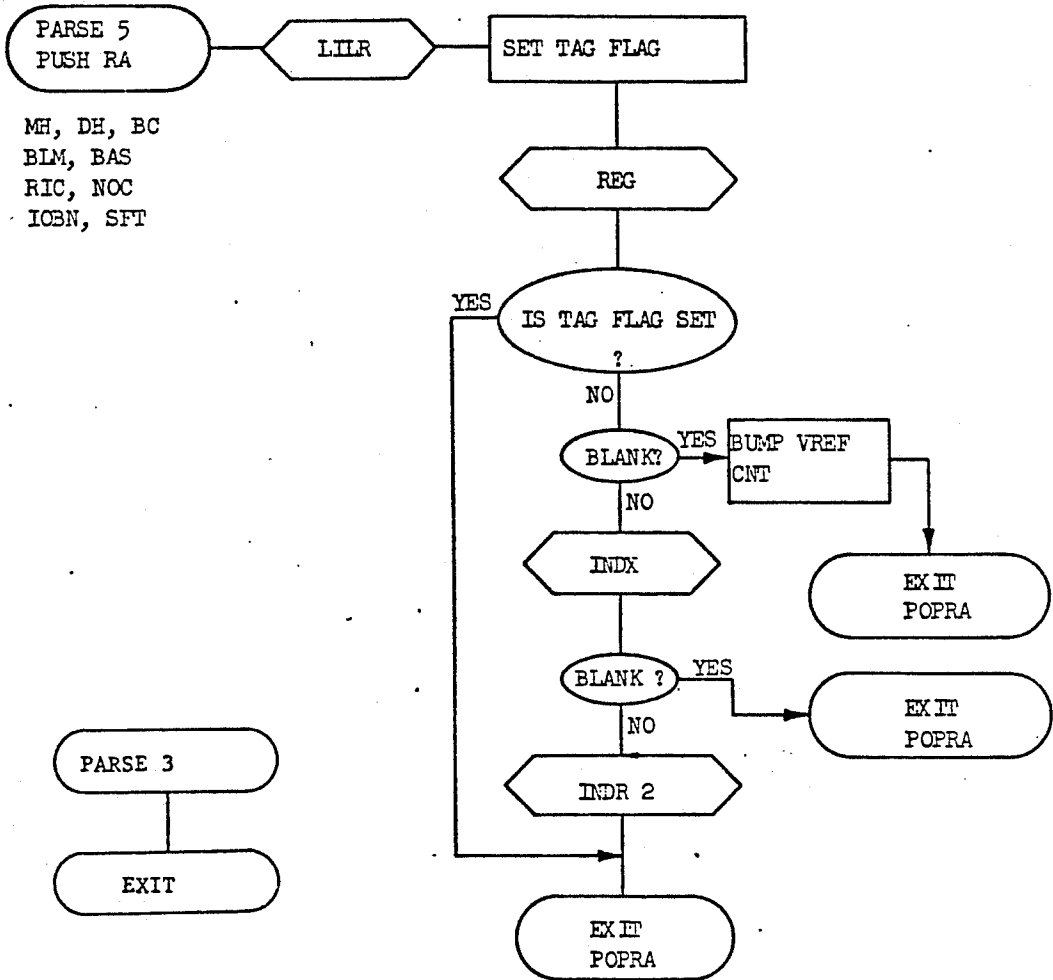 PARSE 5
PUSH RA
LILR
SET TAG FLAG
MH, DH, BC
BLM, BAS
RIC, NOC
IOBN, SFT
REG
YES
IS TAG FLAG SET
?
NO
BLANK?
YES
BUMP VREF
CNT
NO
INDX
EXIT
POPRA
BLANK ?
YES
EXIT
POPRA
NO
PARSE 3
INDR 2
EXIT
EXIT
POPRA